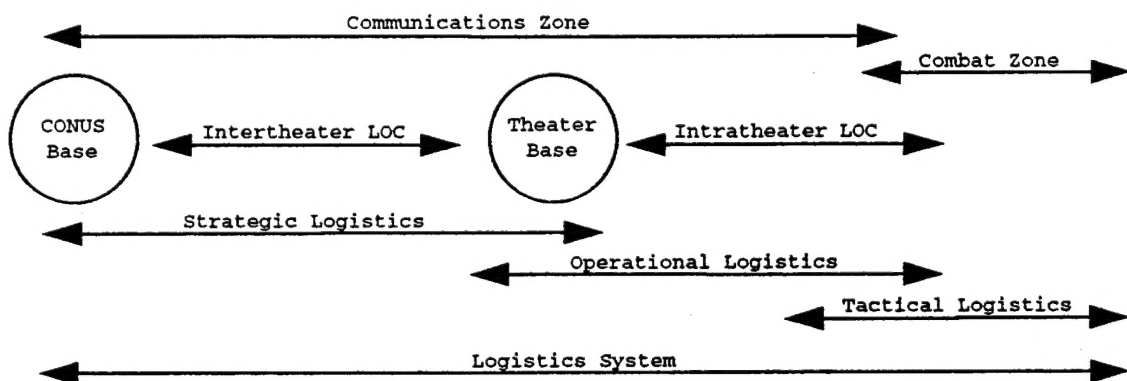 Communications Zone
Combat Zone
CONUS
Base
Intertheater LOC
Theater
Base
Intratheater LOC
Strategic Logistics
Operational Logistics
Tactical Logistics
Logistics System